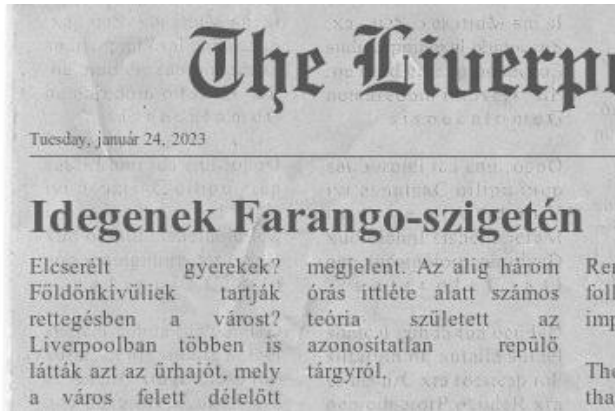 The Liverp
Tuesday, január 24, 2023
Idegenek Farango-szigetén
Elcserélt gyerekek?
Földönkívüliek tartják
rettegésben a várost?
Liverpoolban többen is
látták azt az űrhajót, mely
a város felett délelőtt
megjelent. Az alig három
órás ittléte alatt számos
teória született az
azonosítatlan repülő
tárgyról.
The